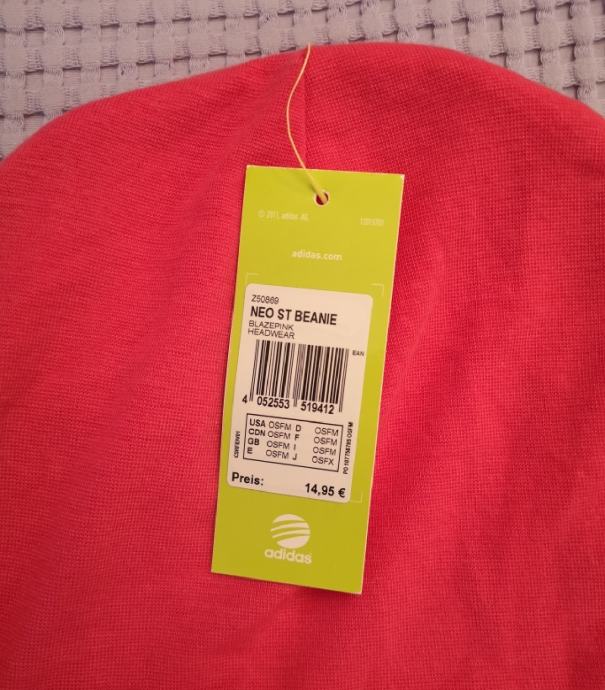 © 2011, adidas AG.
adidas.com
Z50869
NEO ST BEANIE
BLAZEPINK
HEADWEAR
EAN
4 052553 519412
USA OSFM D OSFM
CDN OSFM F OSFM
GB OSFM I OSFM
E OSFM J OSFX
Preis: 14,95 €
adidas